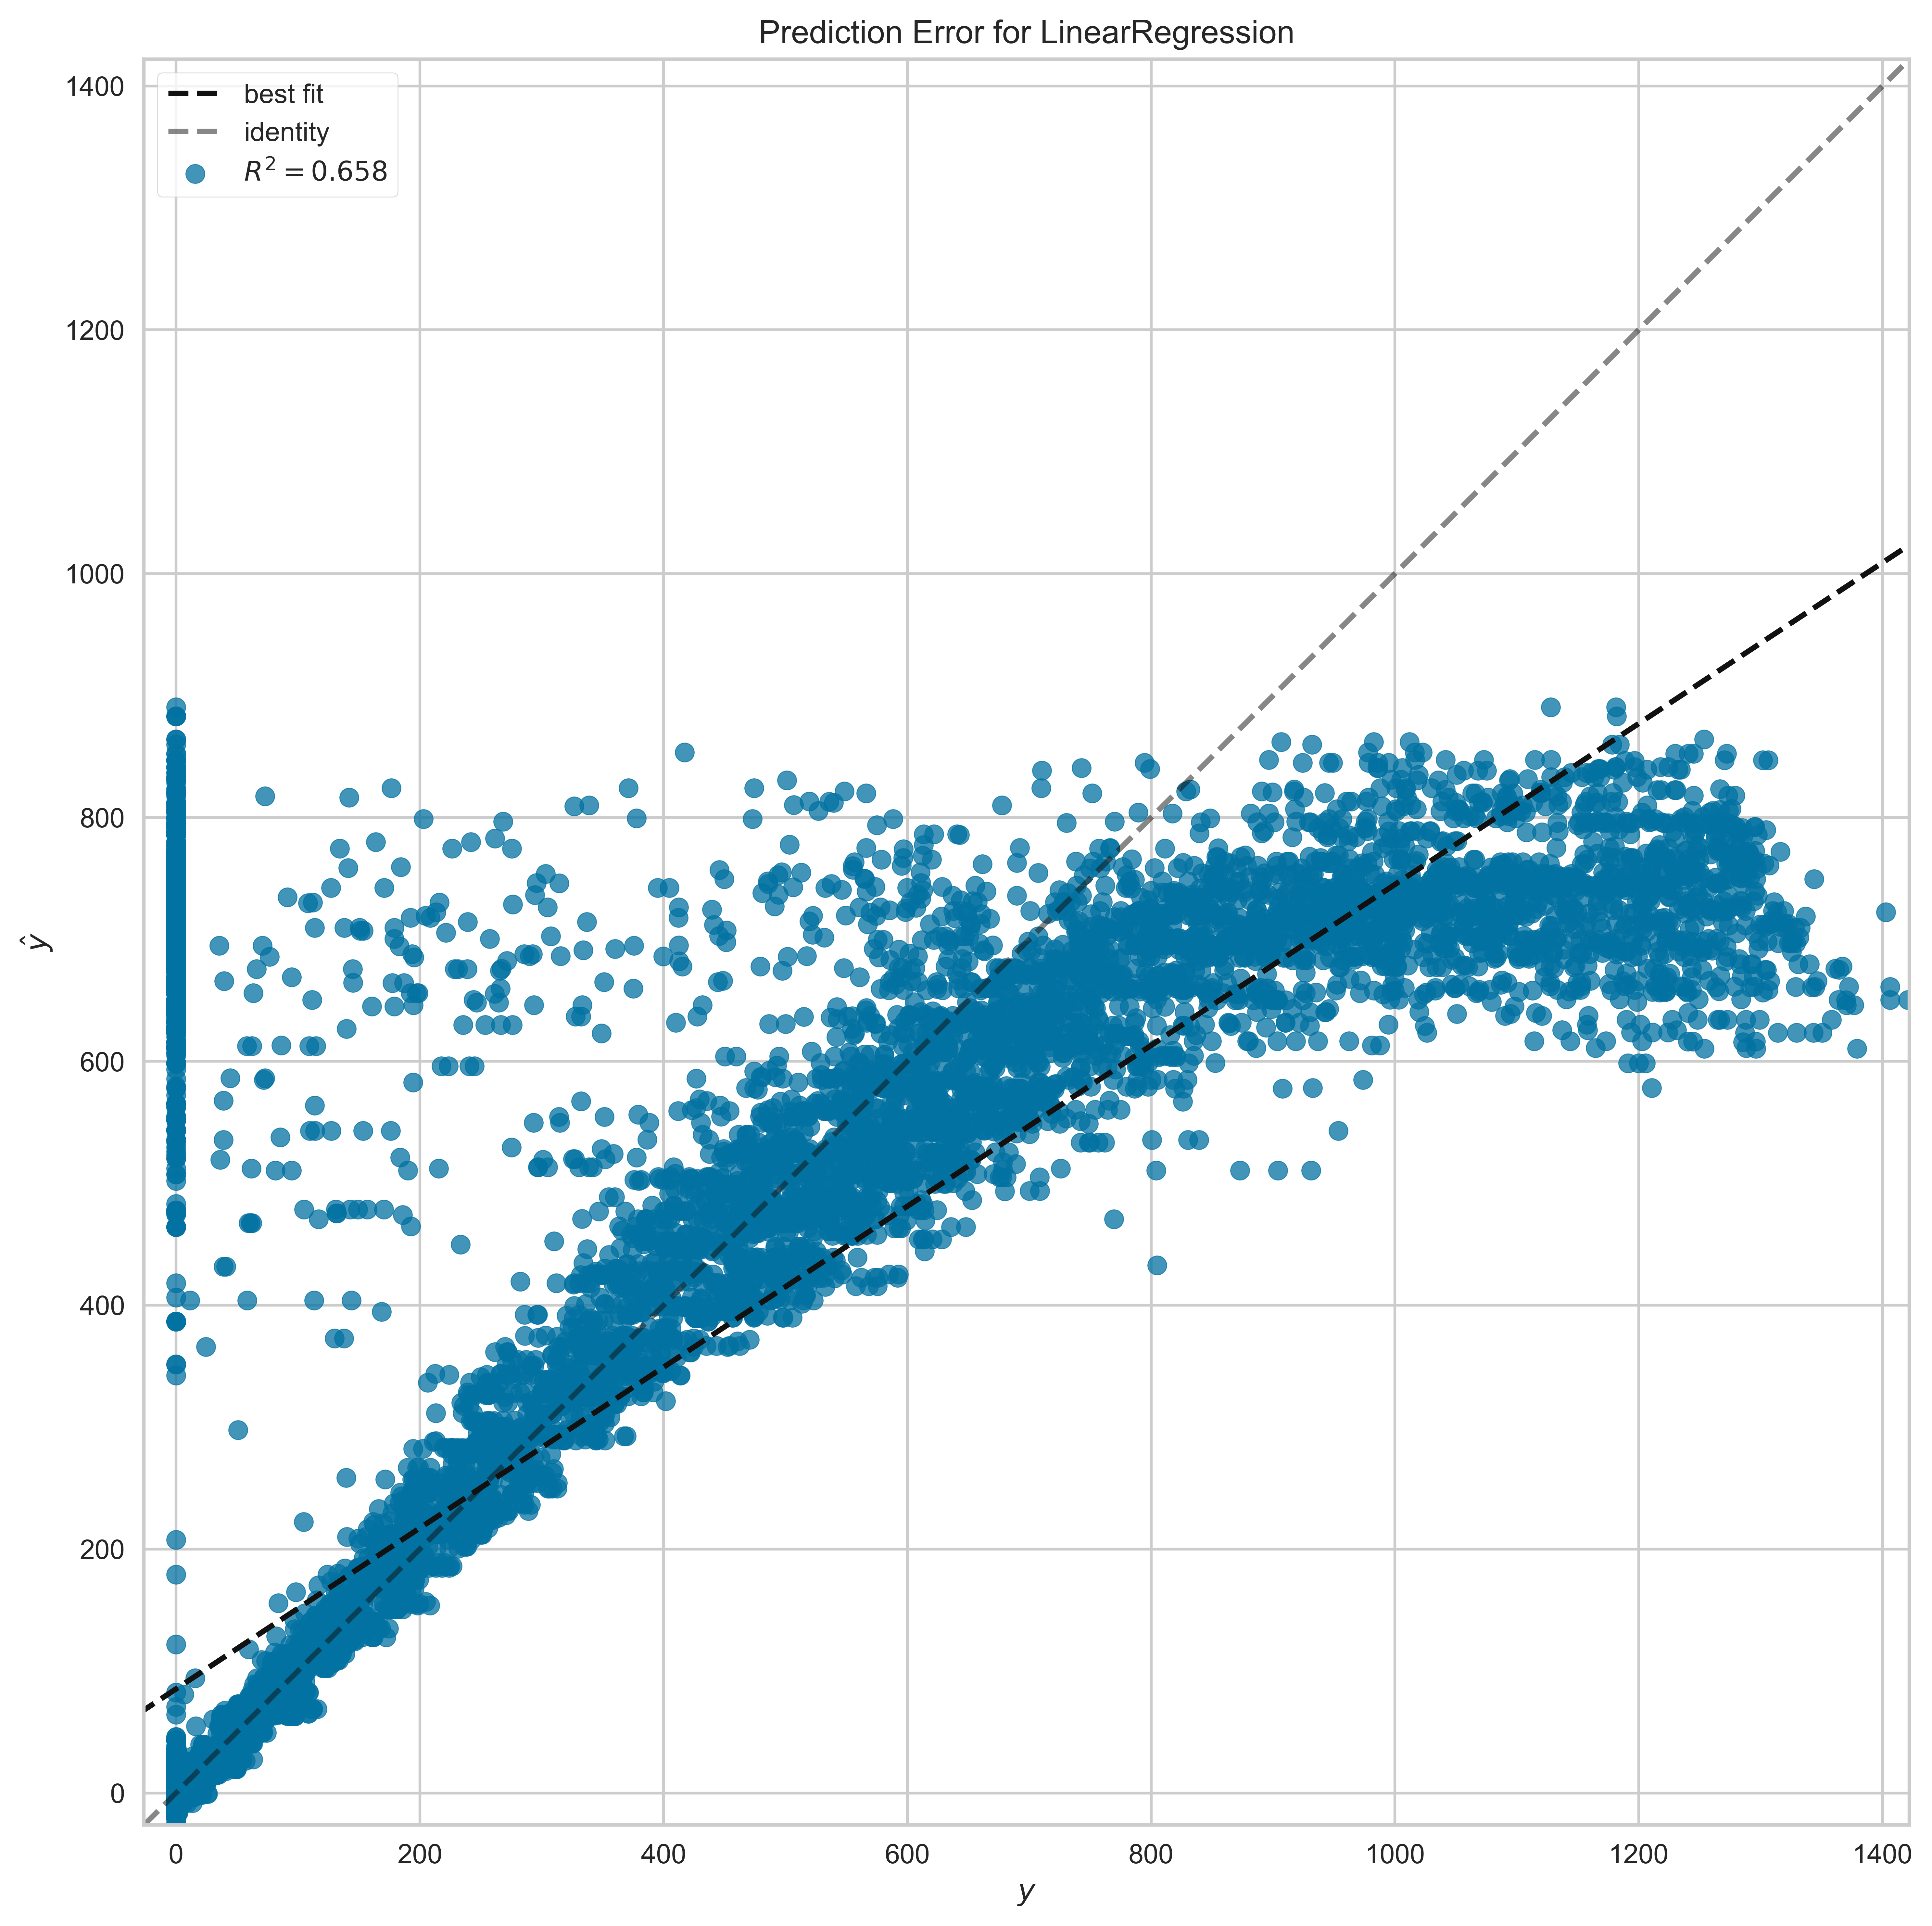 Prediction Error for LinearRegression
best fit
identity
R² = 0.658
1400
1200
1000
800
600
400
200
0
ŷ
0 200 400 600 800 1000 1200 1400
y